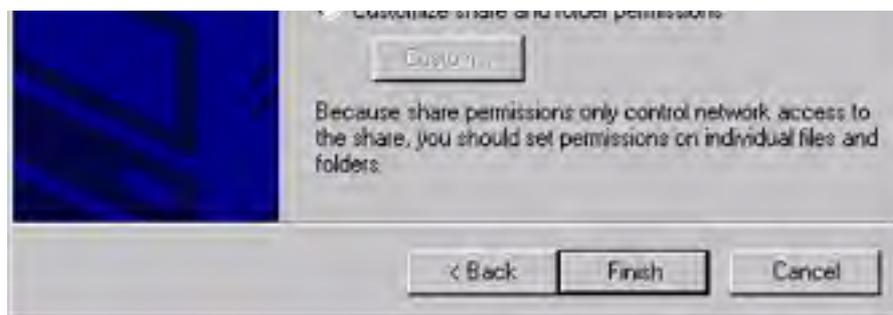 Customize share and folder permissions
Custom...
Because share permissions only control network access to
the share, you should set permissions on individual files and
folders.
< Back Finish Cancel